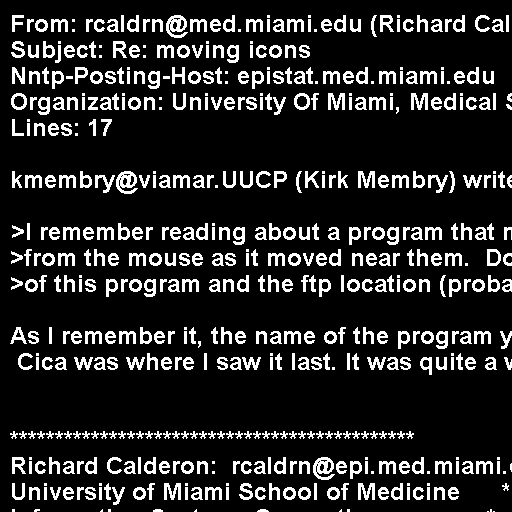 From: rcaldrn@med.miami.edu (Richard Cal
Subject: Re: moving icons
Nntp-Posting-Host: epistat.med.miami.edu
Organization: University Of Miami, Medical S
Lines: 17

kmembry@viamar.UUCP (Kirk Membry) write

>I remember reading about a program that m
>from the mouse as it moved near them.  Do
>of this program and the ftp location (proba

As I remember it, the name of the program y
 Cica was where I saw it last. It was quite a v

*********************************************
Richard Calderon:  rcaldrn@epi.med.miami.
University of Miami School of Medicine      *